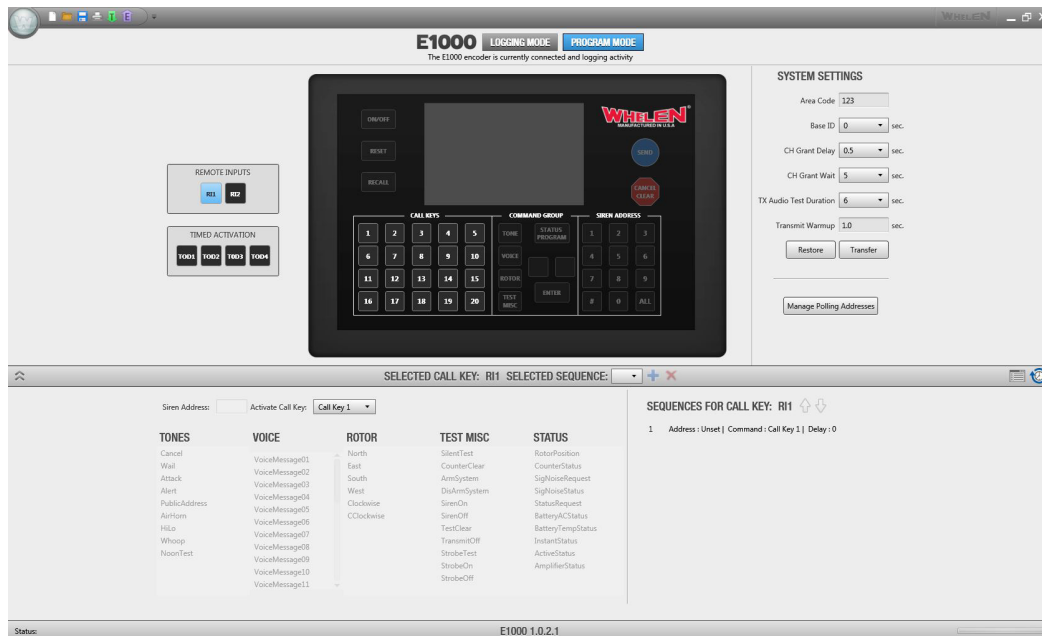 WHELEN
E1000 LOGGING MODE PROGRAM MODE
The E1000 encoder is currently connected and logging activity
REMOTE INPUTS
RI1 RI2
TIMED ACTIVATION
TOD1 TOD2 TOD3 TOD4
ON/OFF
RESET
RECALL
WHELEN®
MANUFACTURED IN U.S.A
SEND
CANCEL
CLEAR
CALL KEYS COMMAND GROUP SIREN ADDRESS
1 2 3 4 5 TONE STATUS PROGRAM 1 2 3
6 7 8 9 10 VOICE 4 5 6
11 12 13 14 15 ROTOR 7 8 9
16 17 18 19 20 TEST MISC ENTER # 0 ALL
SYSTEM SETTINGS
Area Code 123
Base ID 0 sec.
CH Grant Delay 0.5 sec.
CH Grant Wait 5 sec.
TX Audio Test Duration 6 sec.
Transmit Warmup 1.0 sec.
Restore Transfer
Manage Polling Addresses
SELECTED CALL KEY: RI1 SELECTED SEQUENCE:
Siren Address: Activate Call Key: Call Key 1
TONES
Cancel
Wail
Attack
Alert
PublicAddress
AirHorn
HiLo
Whoop
NoonTest
VOICE
VoiceMessage01
VoiceMessage02
VoiceMessage03
VoiceMessage04
VoiceMessage05
VoiceMessage06
VoiceMessage07
VoiceMessage08
VoiceMessage09
VoiceMessage10
VoiceMessage11
ROTOR
North
East
South
West
Clockwise
CClockwise
TEST MISC
SilentTest
CounterClear
ArmSystem
DisArmSystem
SirenOn
SirenOff
TestClear
TransmitOff
StrobeTest
StrobeOn
StrobeOff
STATUS
RotorPosition
CounterStatus
SigNoiseRequest
SigNoiseStatus
StatusRequest
BatteryACStatus
BatteryTempStatus
InstantStatus
ActiveStatus
AmplifierStatus
SEQUENCES FOR CALL KEY: RI1
1 Address : Unset | Command : Call Key 1 | Delay : 0
Status: E1000 1.0.2.1